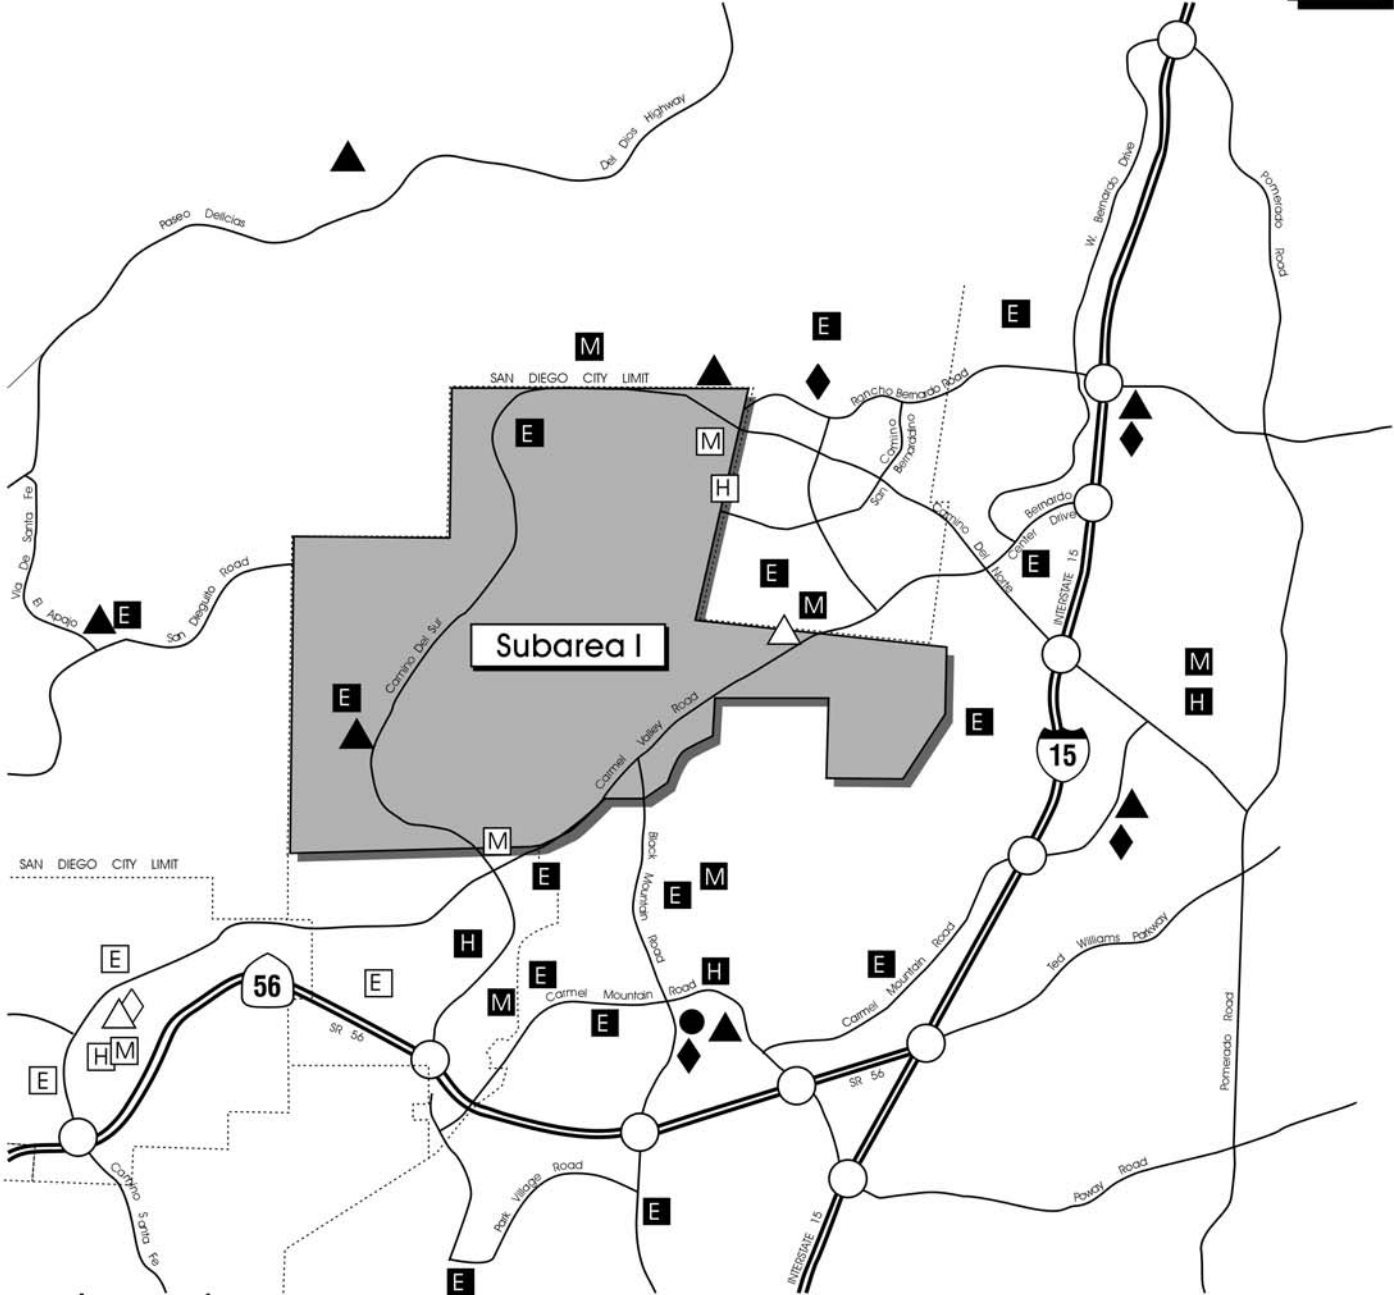 Del Dios Highway
Paseo Delicias
W. Bernardo Drive
Pomerado Road
E
E
M
SAN DIEGO CITY LIMIT
Rancho Bernardo Road
E
M
Camino
San Bernardino
H
Via De Santa Fe
Bernardo
Center Drive
Camino Del Norte
E
E
INTERSTATE 15
M
E
El Apajo
San Dieguito Road
Camino Del Sur
Subarea I
M
E
H
Carmel Valley Road
E
15
M
SAN DIEGO CITY LIMIT
Black Mountain Road
E
M
E
H
E
Ted Williams Parkway
Carmel Mountain Road
E
E
H
E
56
E
M
Carmel Mountain Road
E
SR 56
H
M
E
SR 56
Pomerado Road
Camino Santa Fe
Park Village Road
Poway Road
E
INTERSTATE 15
E